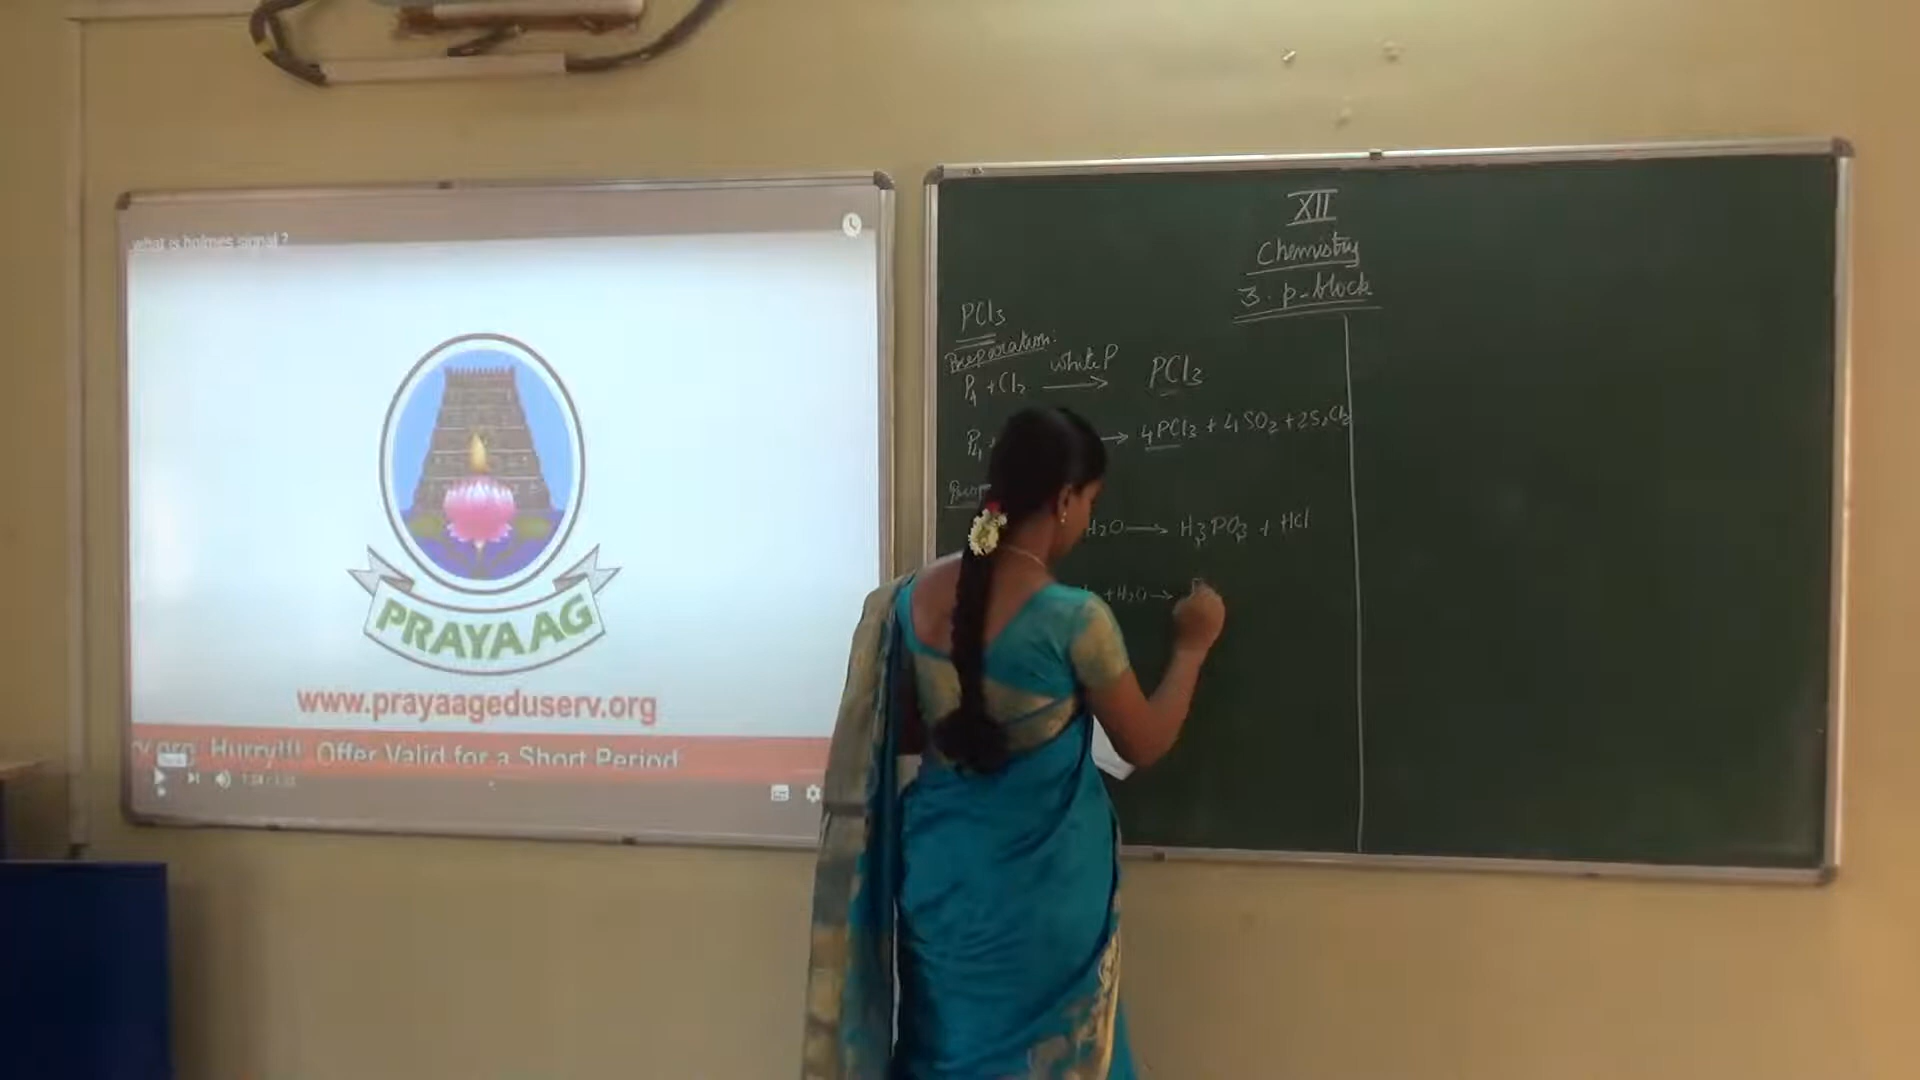 what is holmes signal ?
PRAYAAG
www.prayaageduserv.org
Hurry!!! Offer Valid for a Short Period
XII
Chemistry
3. p-block
PCl₃
Preparation:
P₄ + Cl₂ white P → PCl₃
P₄ → 4PCl₃ + 4SO₂ + 2S₂Cl₂
H₂O → H₃PO₃ + HCl
+ H₂O →